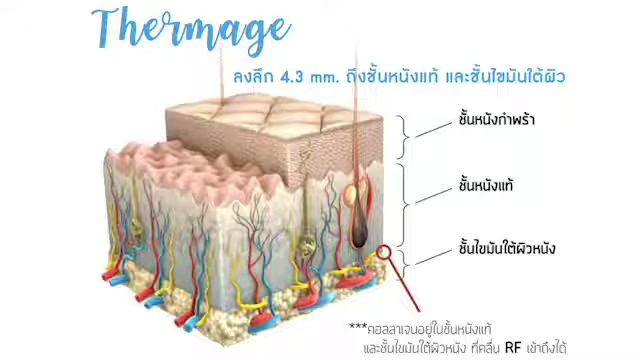 Thermage
ลงลึก 4.3 mm. ถึงชั้นหนังแท้ และชั้นไขมันใต้ผิว
ชั้นหนังกำพร้า
ชั้นหนังแท้
ชั้นไขมันใต้ผิวหนัง
***คอลลาเจนอยู่ในชั้นหนังแท้
และชั้นไขมันใต้ผิวหนัง ที่คลื่น RF เข้าถึงได้